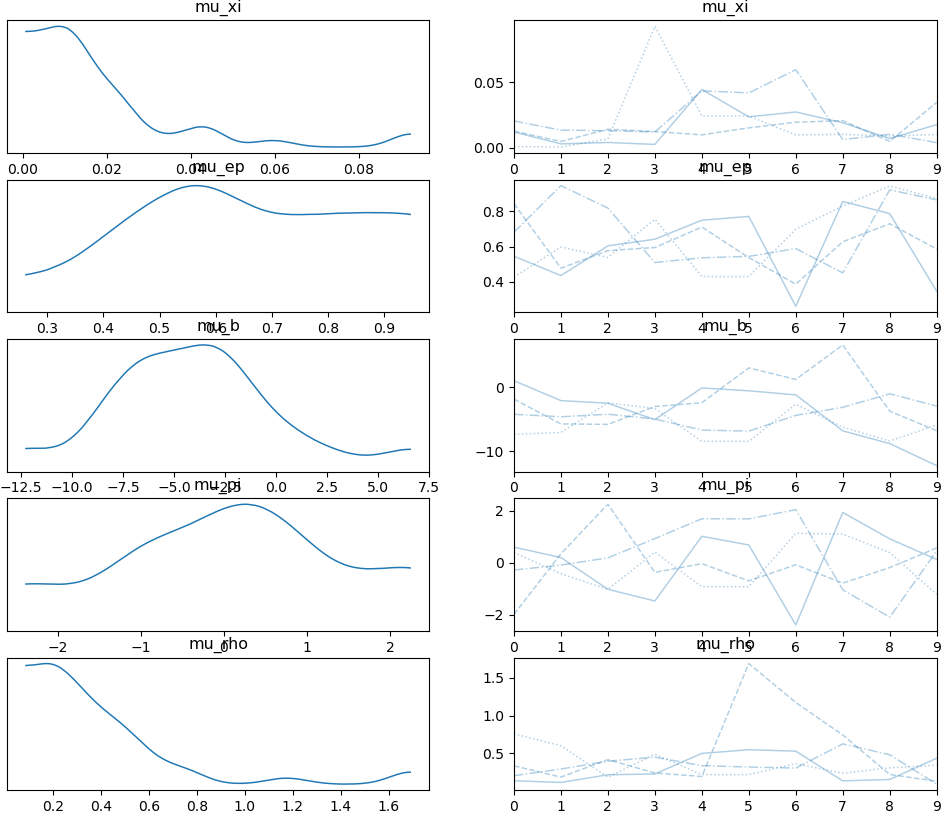 mu_xi mu_xi
0.05
0.00
0.00 0.02 0.04 0.06 0.08 0 1 2 3 4 5 6 7 8 9
mu_ep mu_ep
0.8
0.6
0.4
0.3 0.4 0.5 0.6 0.7 0.8 0.9 0 1 2 3 4 5 6 7 8 9
mu_b mu_b
0
−10
−12.5 −10.0 −7.5 −5.0 −2.5 0.0 2.5 5.0 7.5 0 1 2 3 4 5 6 7 8 9
mu_pi mu_pi
2
0
−2
−2 −1 0 1 2 0 1 2 3 4 5 6 7 8 9
mu_rho mu_rho
1.5
1.0
0.5
0.2 0.4 0.6 0.8 1.0 1.2 1.4 1.6 0 1 2 3 4 5 6 7 8 9